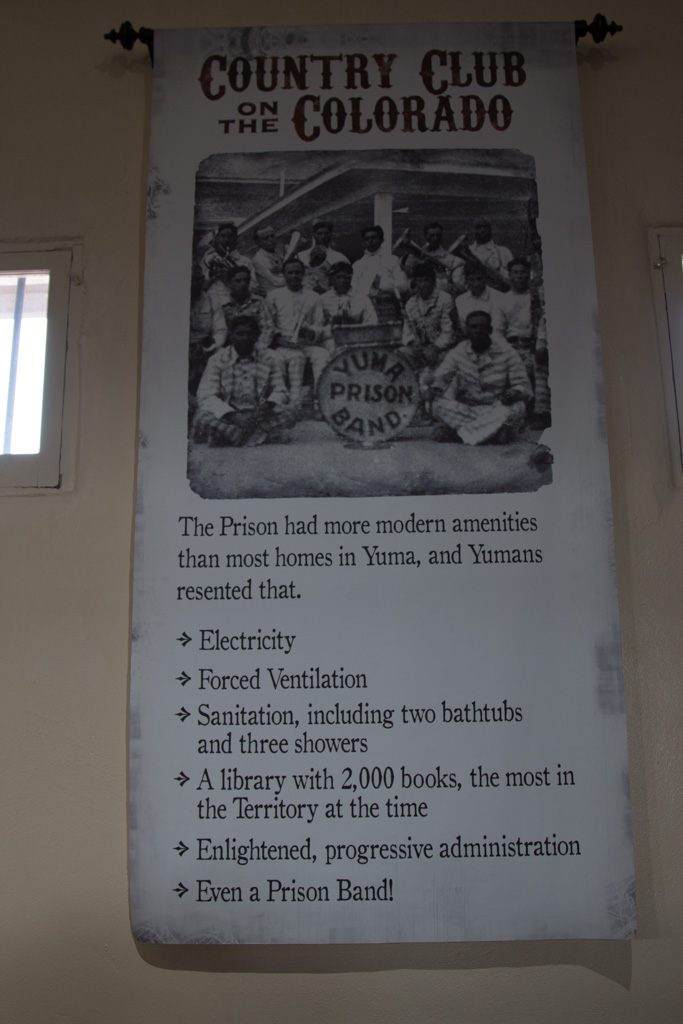 COUNTRY CLUB
ON THE COLORADO
YUMA
PRISON
BAND.
The Prison had more modern amenities
than most homes in Yuma, and Yumans
resented that.
→ Electricity
→ Forced Ventilation
→ Sanitation, including two bathtubs
and three showers
→ A library with 2,000 books, the most in
the Territory at the time
→ Enlightened, progressive administration
→ Even a Prison Band!